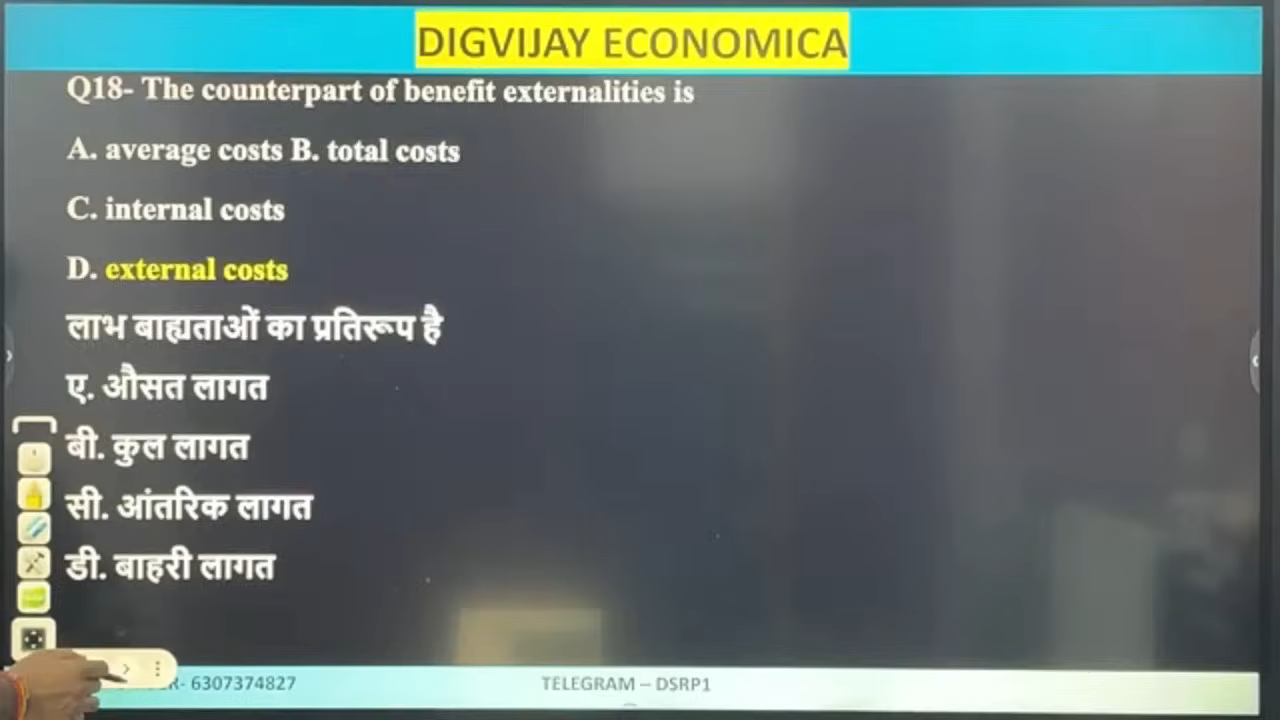 DIGVIJAY ECONOMICA
Q18- The counterpart of benefit externalities is
A. average costs B. total costs
C. internal costs
D. external costs
लाभ बाह्यताओं का प्रतिरूप है
ए. औसत लागत
बी. कुल लागत
सी. आंतरिक लागत
डी. बाहरी लागत
6307374827 TELEGRAM – DSRP1